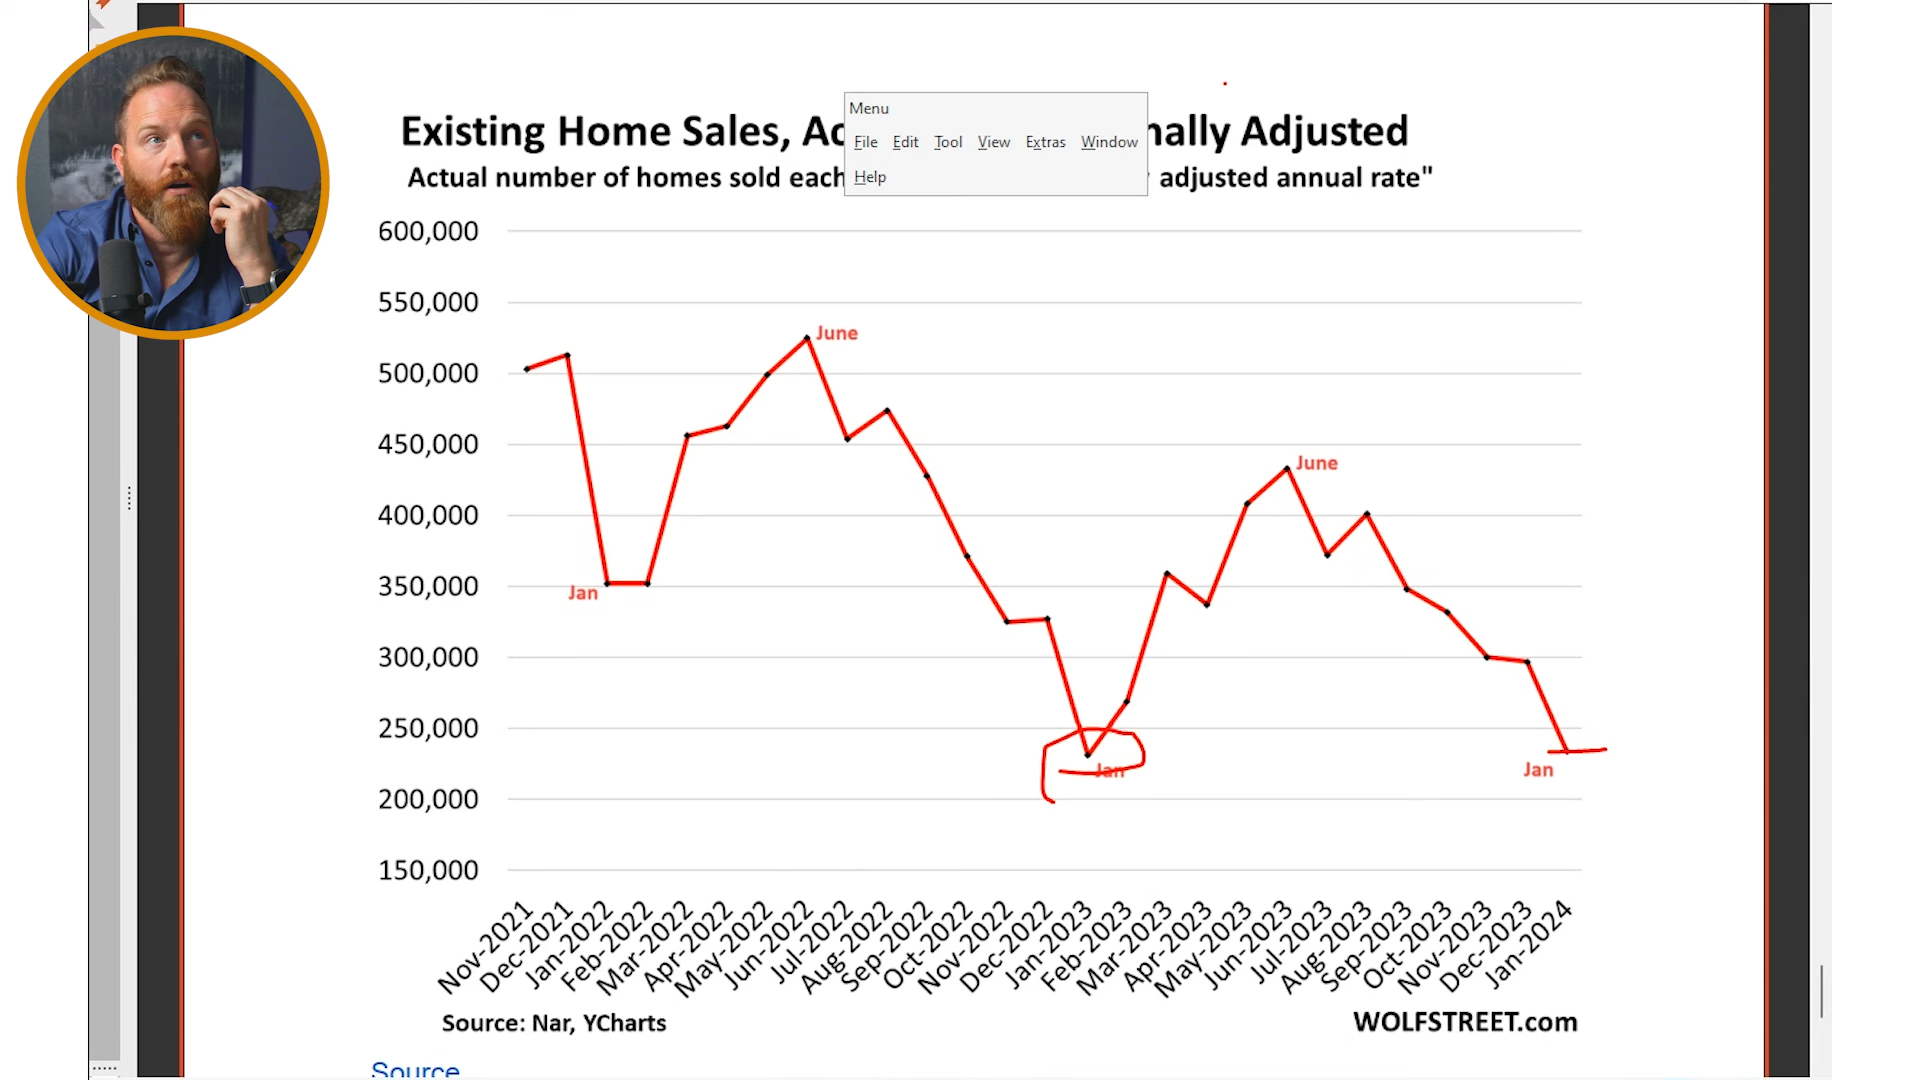 Existing Home Sales, Ac
nally Adjusted
Actual number of homes sold each
adjusted annual rate"
Menu
File Edit Tool View Extras Window
Help
600,000
550,000
500,000
450,000
400,000
350,000
300,000
250,000
200,000
150,000
June
Jan
June
Jan
Jan
Nov-2021
Dec-2021
Jan-2022
Feb-2022
Mar-2022
Apr-2022
May-2022
Jun-2022
Jul-2022
Aug-2022
Sep-2022
Oct-2022
Nov-2022
Dec-2022
Jan-2023
Feb-2023
Mar-2023
Apr-2023
May-2023
Jun-2023
Jul-2023
Aug-2023
Sep-2023
Oct-2023
Nov-2023
Dec-2023
Jan-2024
Source: Nar, YCharts
WOLFSTREET.com
Source